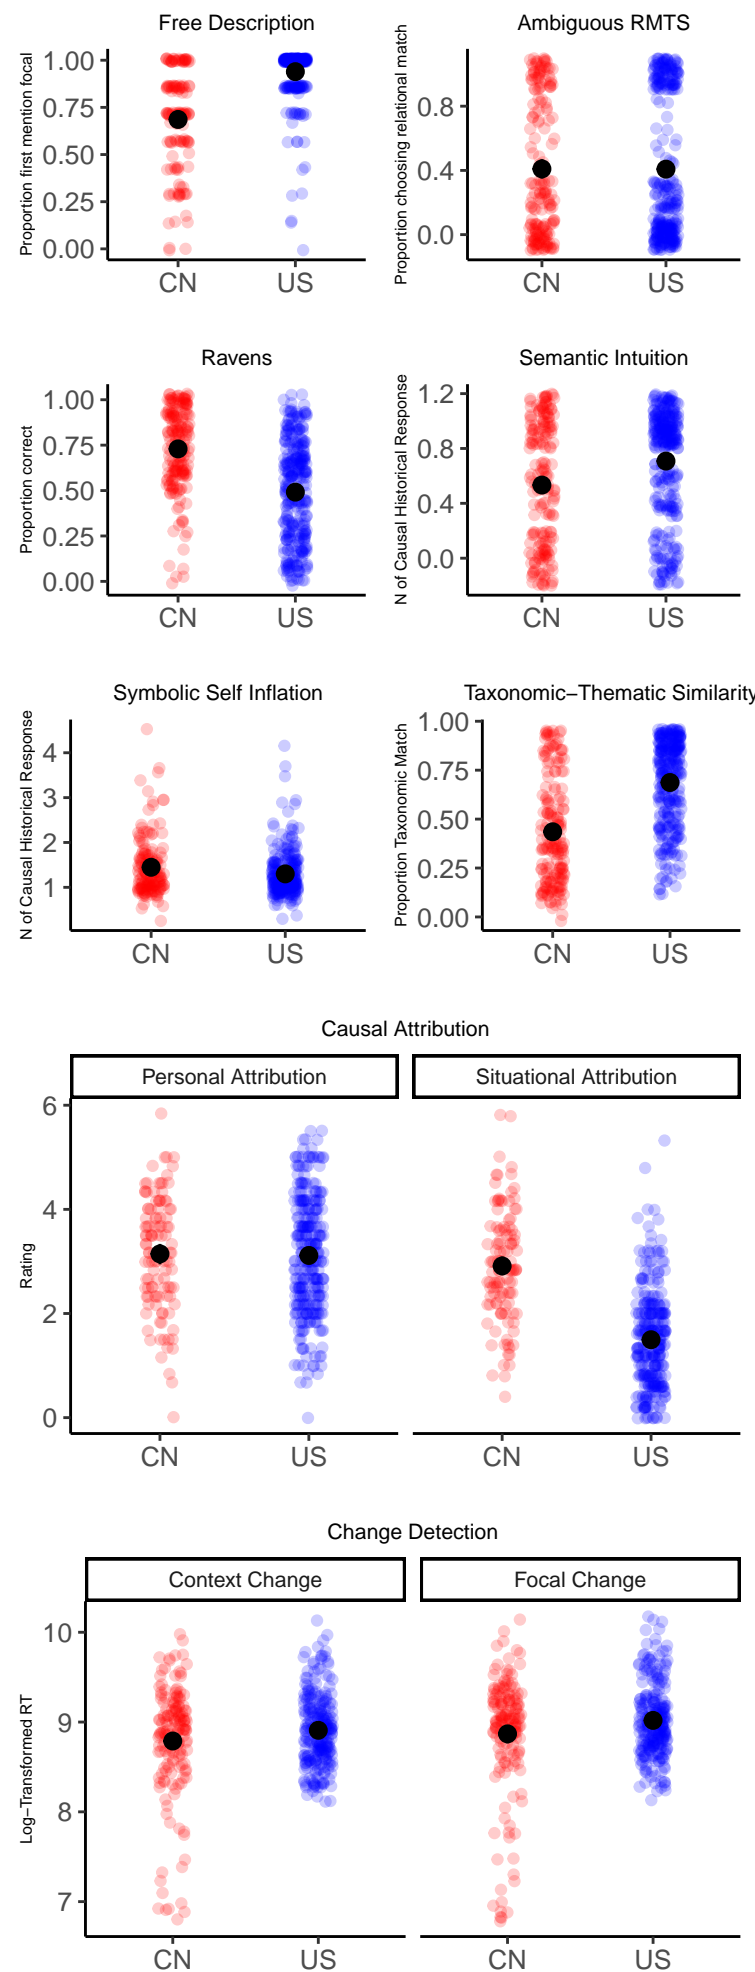 Free Description
Proportion first mention focal
1.00
0.75
0.50
0.25
0.00
CN US
Ambiguous RMTS
Proportion choosing relational match
0.8
0.4
0.0
CN US
Ravens
Proportion correct
1.00
0.75
0.50
0.25
0.00
CN US
Semantic Intuition
N of Causal Historical Response
1.2
0.8
0.4
0.0
CN US
Symbolic Self Inflation
N of Causal Historical Response
4
3
2
1
CN US
Taxonomic−Thematic Similarity
Proportion Taxonomic Match
1.00
0.75
0.50
0.25
0.00
CN US
Causal Attribution
Personal Attribution Situational Attribution
Rating
6
4
2
0
CN US CN US
Change Detection
Context Change Focal Change
Log−Transformed RT
10
9
8
7
CN US CN US